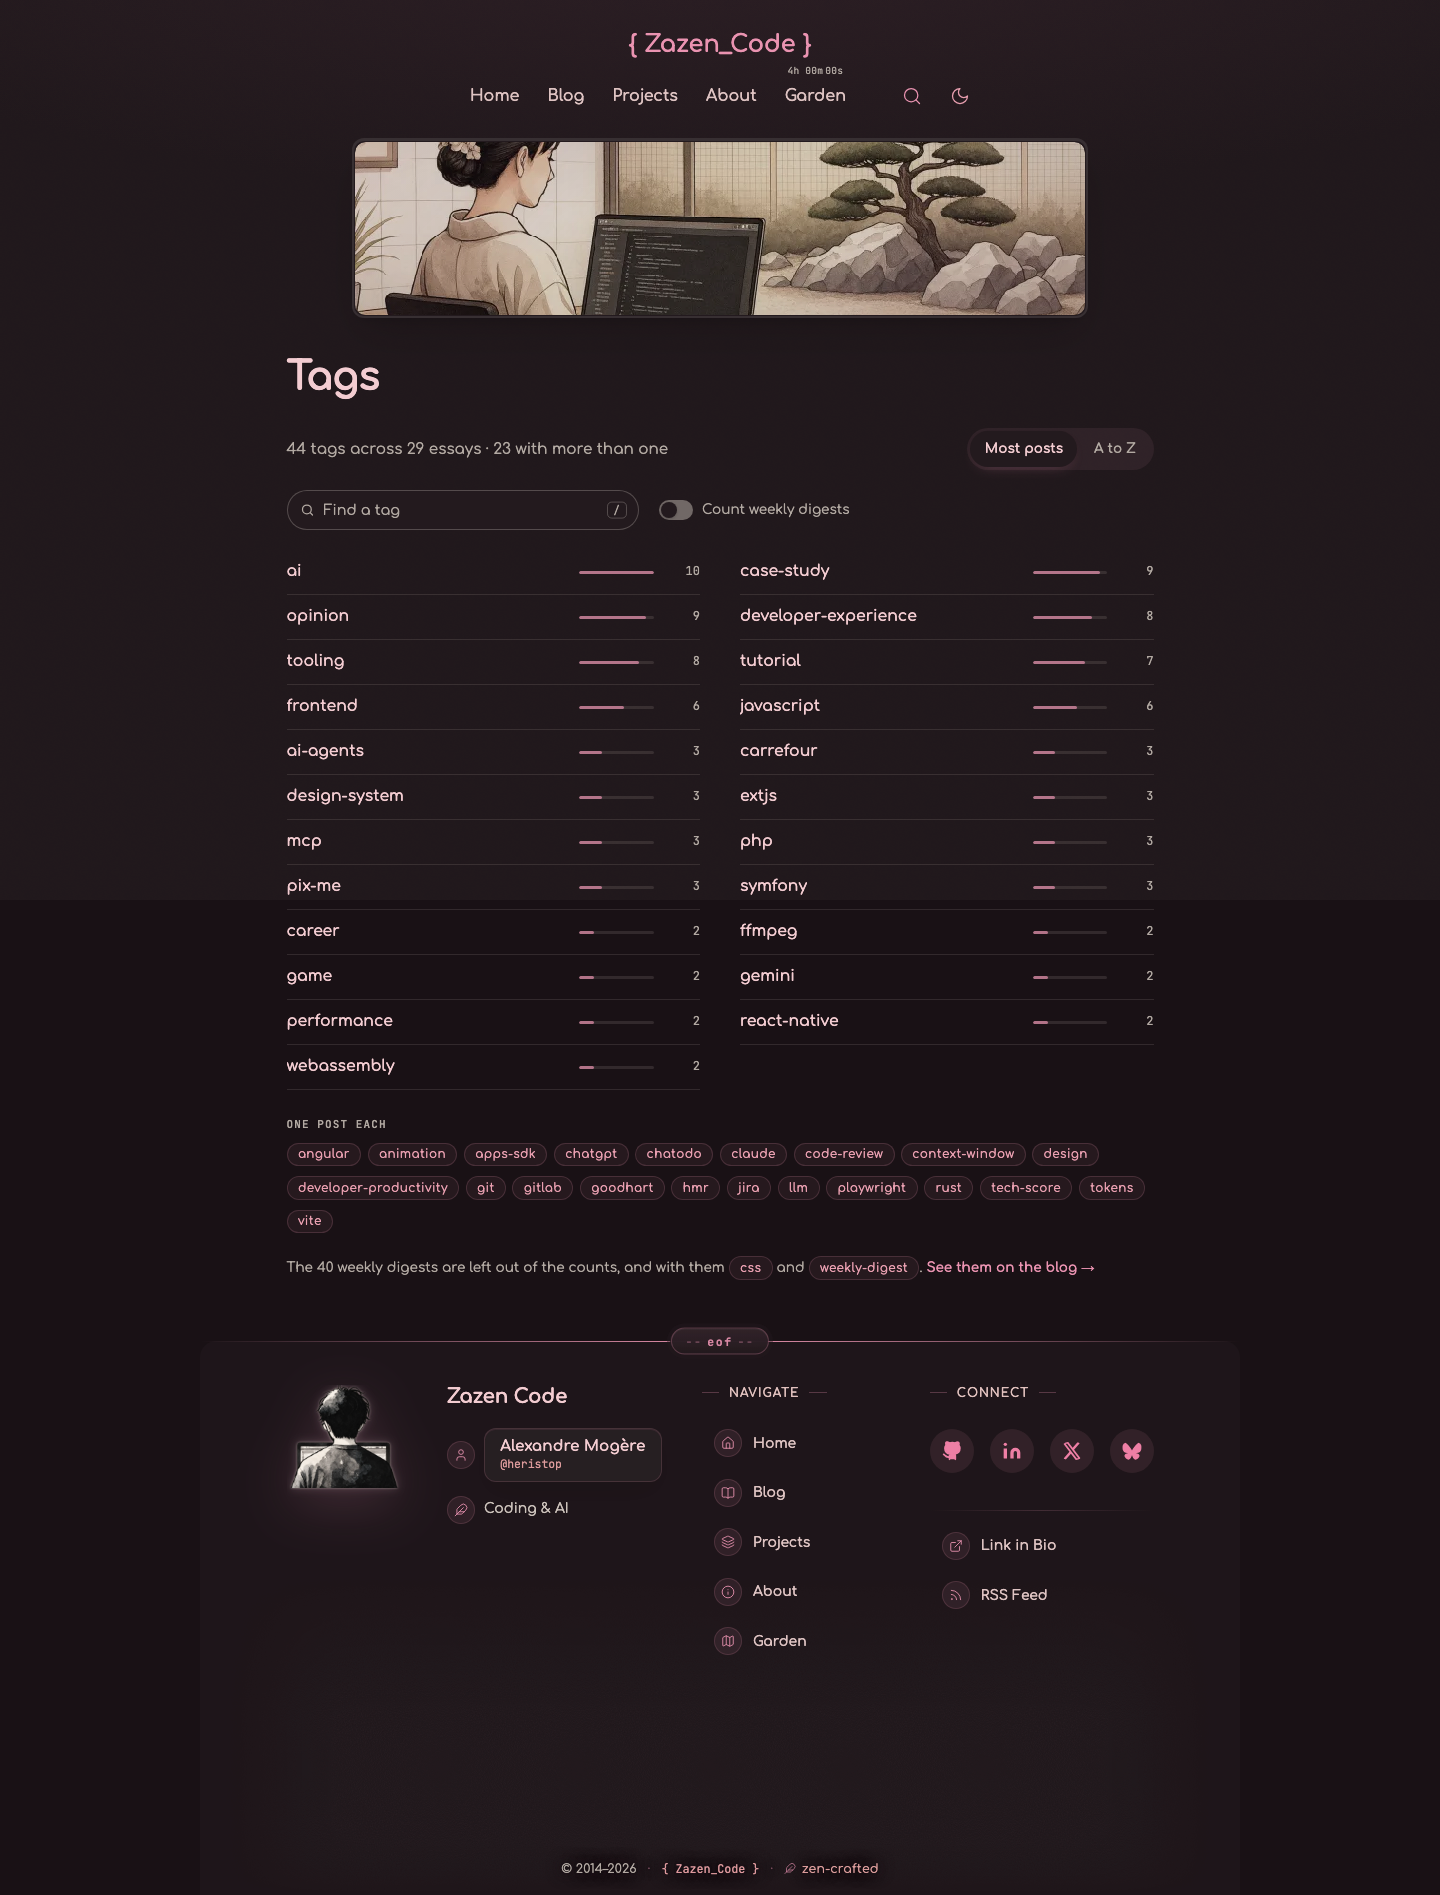 { Zazen_Code }
4h 00m 00s
Home Blog Projects About Garden
Tags
44 tags across 29 essays · 23 with more than one
Most posts A to Z
Find a tag /
Count weekly digests
ai 10
case-study 9
opinion 9
developer-experience 8
tooling 8
tutorial 7
frontend 6
javascript 6
ai-agents 3
carrefour 3
design-system 3
extjs 3
mcp 3
php 3
pix-me 3
symfony 3
career 2
ffmpeg 2
game 2
gemini 2
performance 2
react-native 2
webassembly 2
ONE POST EACH
angular animation apps-sdk chatgpt chatodo claude code-review context-window design
developer-productivity git gitlab goodhart hmr jira llm playwright rust tech-score tokens
vite
The 40 weekly digests are left out of the counts, and with them css and weekly-digest. See them on the blog →
-- eof --
Zazen Code
Alexandre Mogère
@heristop
Coding & AI
NAVIGATE
Home
Blog
Projects
About
Garden
CONNECT
Link in Bio
RSS Feed
© 2014–2026 · { Zazen_Code } · zen-crafted